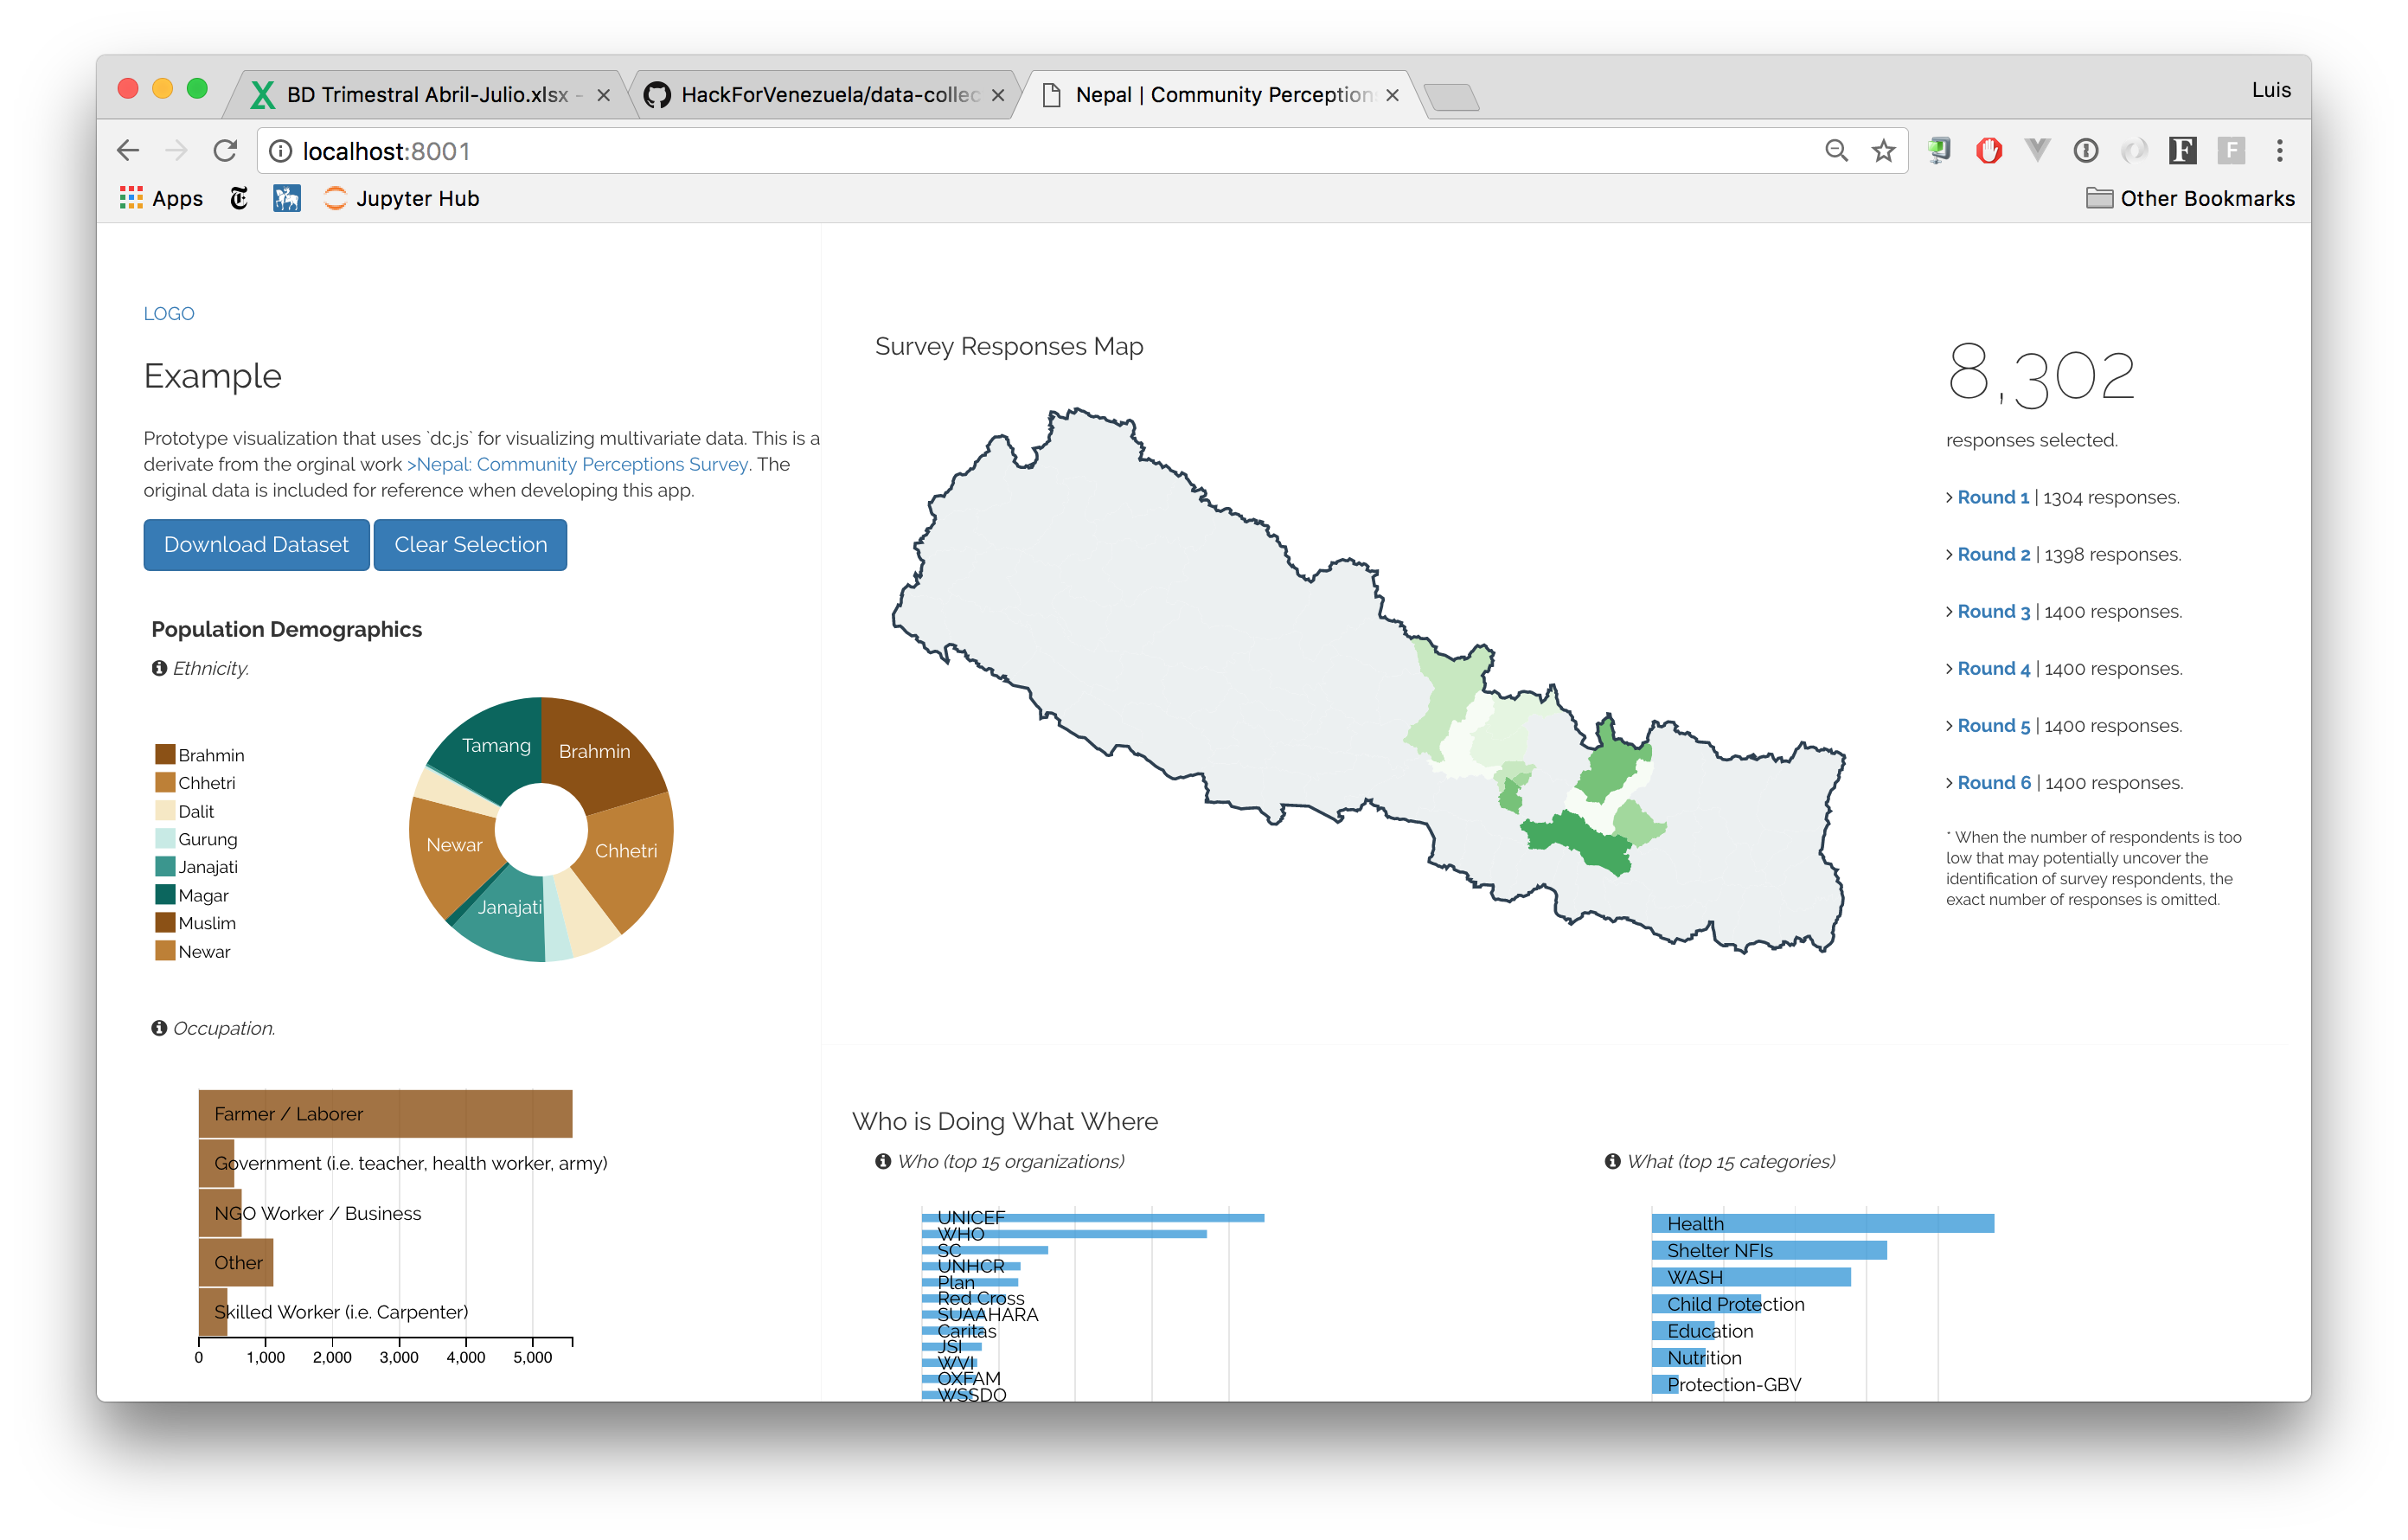 BD Trimestral Abril-Julio.xlsx -
HackForVenezuela/data-collec
Nepal | Community Perception
Luis
localhost:8001
Apps
Jupyter Hub
Other Bookmarks
LOGO
Example
Prototype visualization that uses `dc.js` for visualizing multivariate data. This is a
derivate from the orginal work >Nepal: Community Perceptions Survey. The
original data is included for reference when developing this app.
Download Dataset
Clear Selection
Population Demographics
Ethnicity.
Brahmin
Chhetri
Dalit
Gurung
Janajati
Magar
Muslim
Newar
Tamang
Brahmin
Newar
Chhetri
Janajati
Occupation.
Farmer / Laborer
Government (i.e. teacher, health worker, army)
NGO Worker / Business
Other
Skilled Worker (i.e. Carpenter)
0 1,000 2,000 3,000 4,000 5,000
Survey Responses Map
8,302
responses selected.
Round 1 | 1304 responses.
Round 2 | 1398 responses.
Round 3 | 1400 responses.
Round 4 | 1400 responses.
Round 5 | 1400 responses.
Round 6 | 1400 responses.
* When the number of respondents is too
low that may potentially uncover the
identification of survey respondents, the
exact number of responses is omitted.
Who is Doing What Where
Who (top 15 organizations)
UNICEF
WHO
SC
UNHCR
Plan
Red Cross
SUAAHARA
Caritas
JSI
WVI
OXFAM
WSSDO
What (top 15 categories)
Health
Shelter NFIs
WASH
Child Protection
Education
Nutrition
Protection-GBV